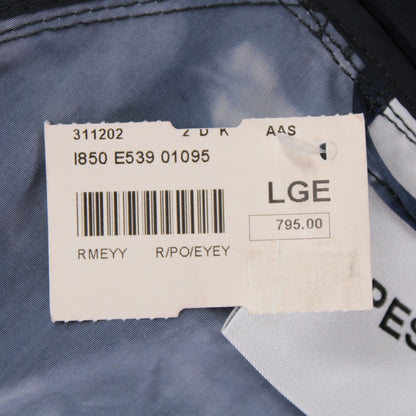 311202 2 D K AAS
I850 E539 01095
LGE
795.00
RMEYY R/PO/EYEY
PES